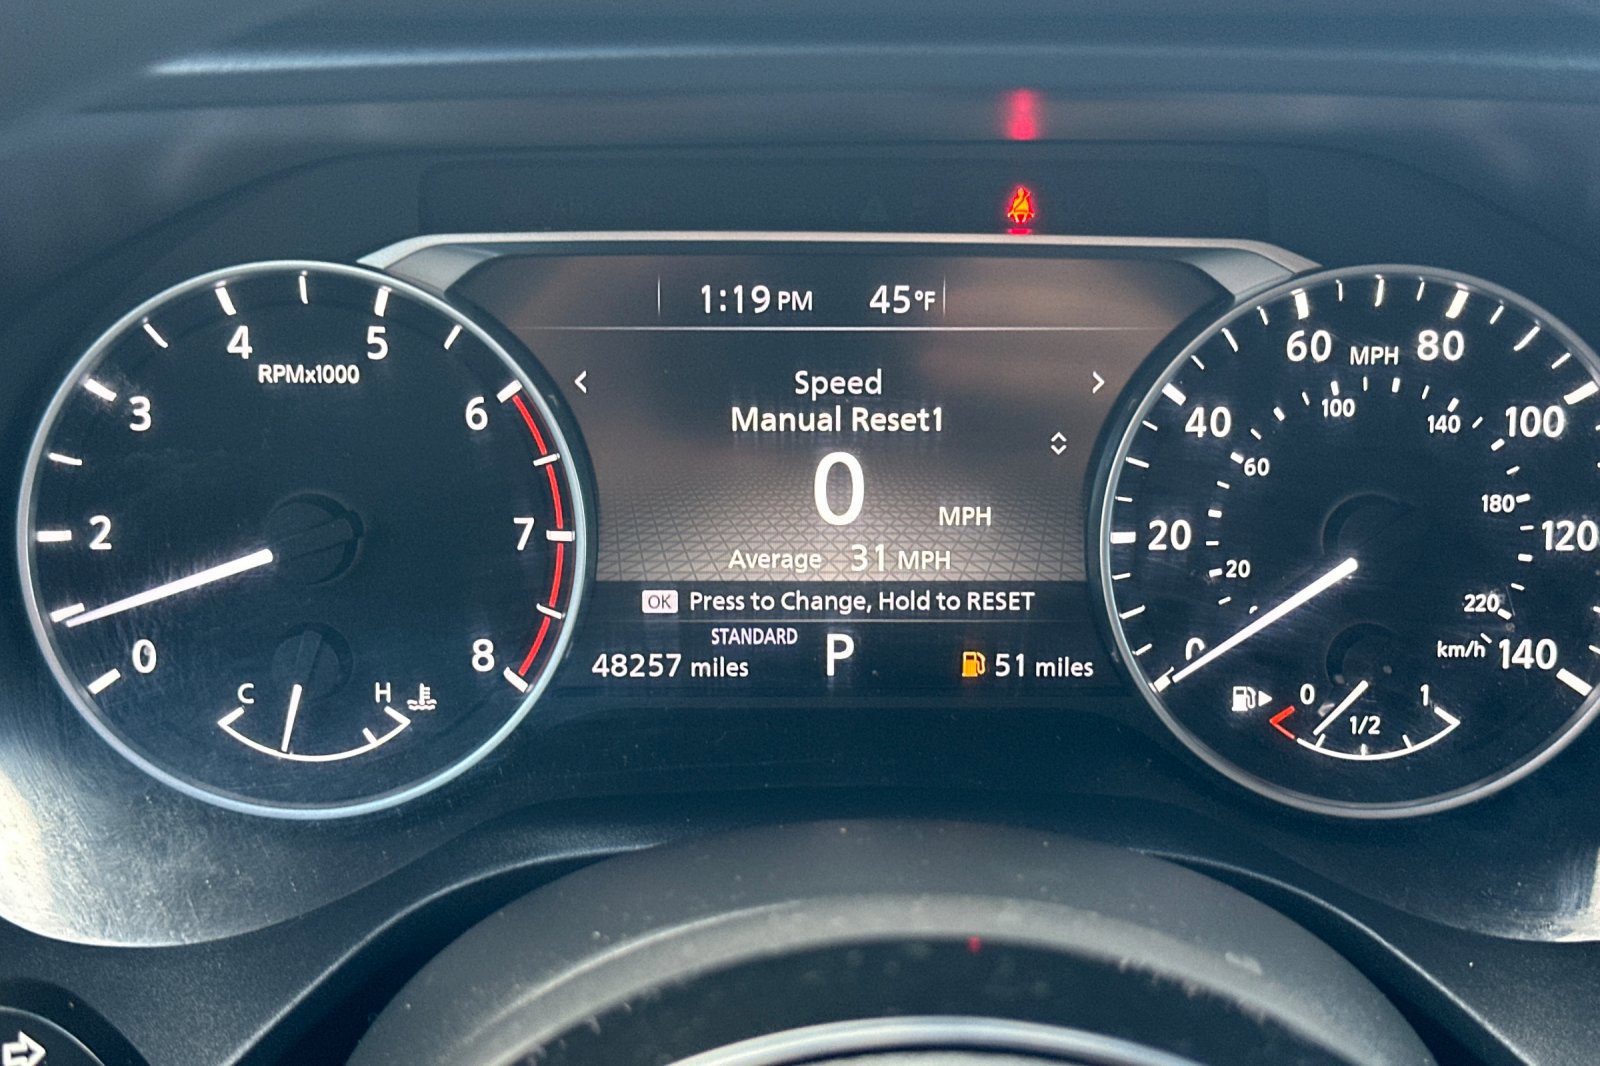 1:19 PM 45°F
Speed
Manual Reset1
0 MPH
Average 31 MPH
OK Press to Change, Hold to RESET
STANDARD
48257 miles P 51 miles
0 2 3 4 5 6 7 8
RPMx1000
C H
0 20 40 60 80 100 120 140
MPH
20 60 100 140 180 220
km/h
0 1/2 1